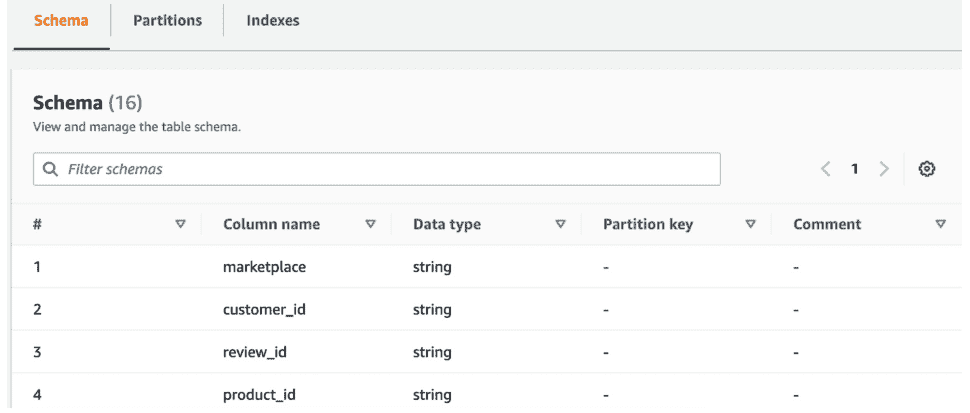 Schema Partitions Indexes
Schema (16)
View and manage the table schema.
Filter schemas 1
# Column name Data type Partition key Comment
1 marketplace string - -
2 customer_id string - -
3 review_id string - -
4 product_id string - -